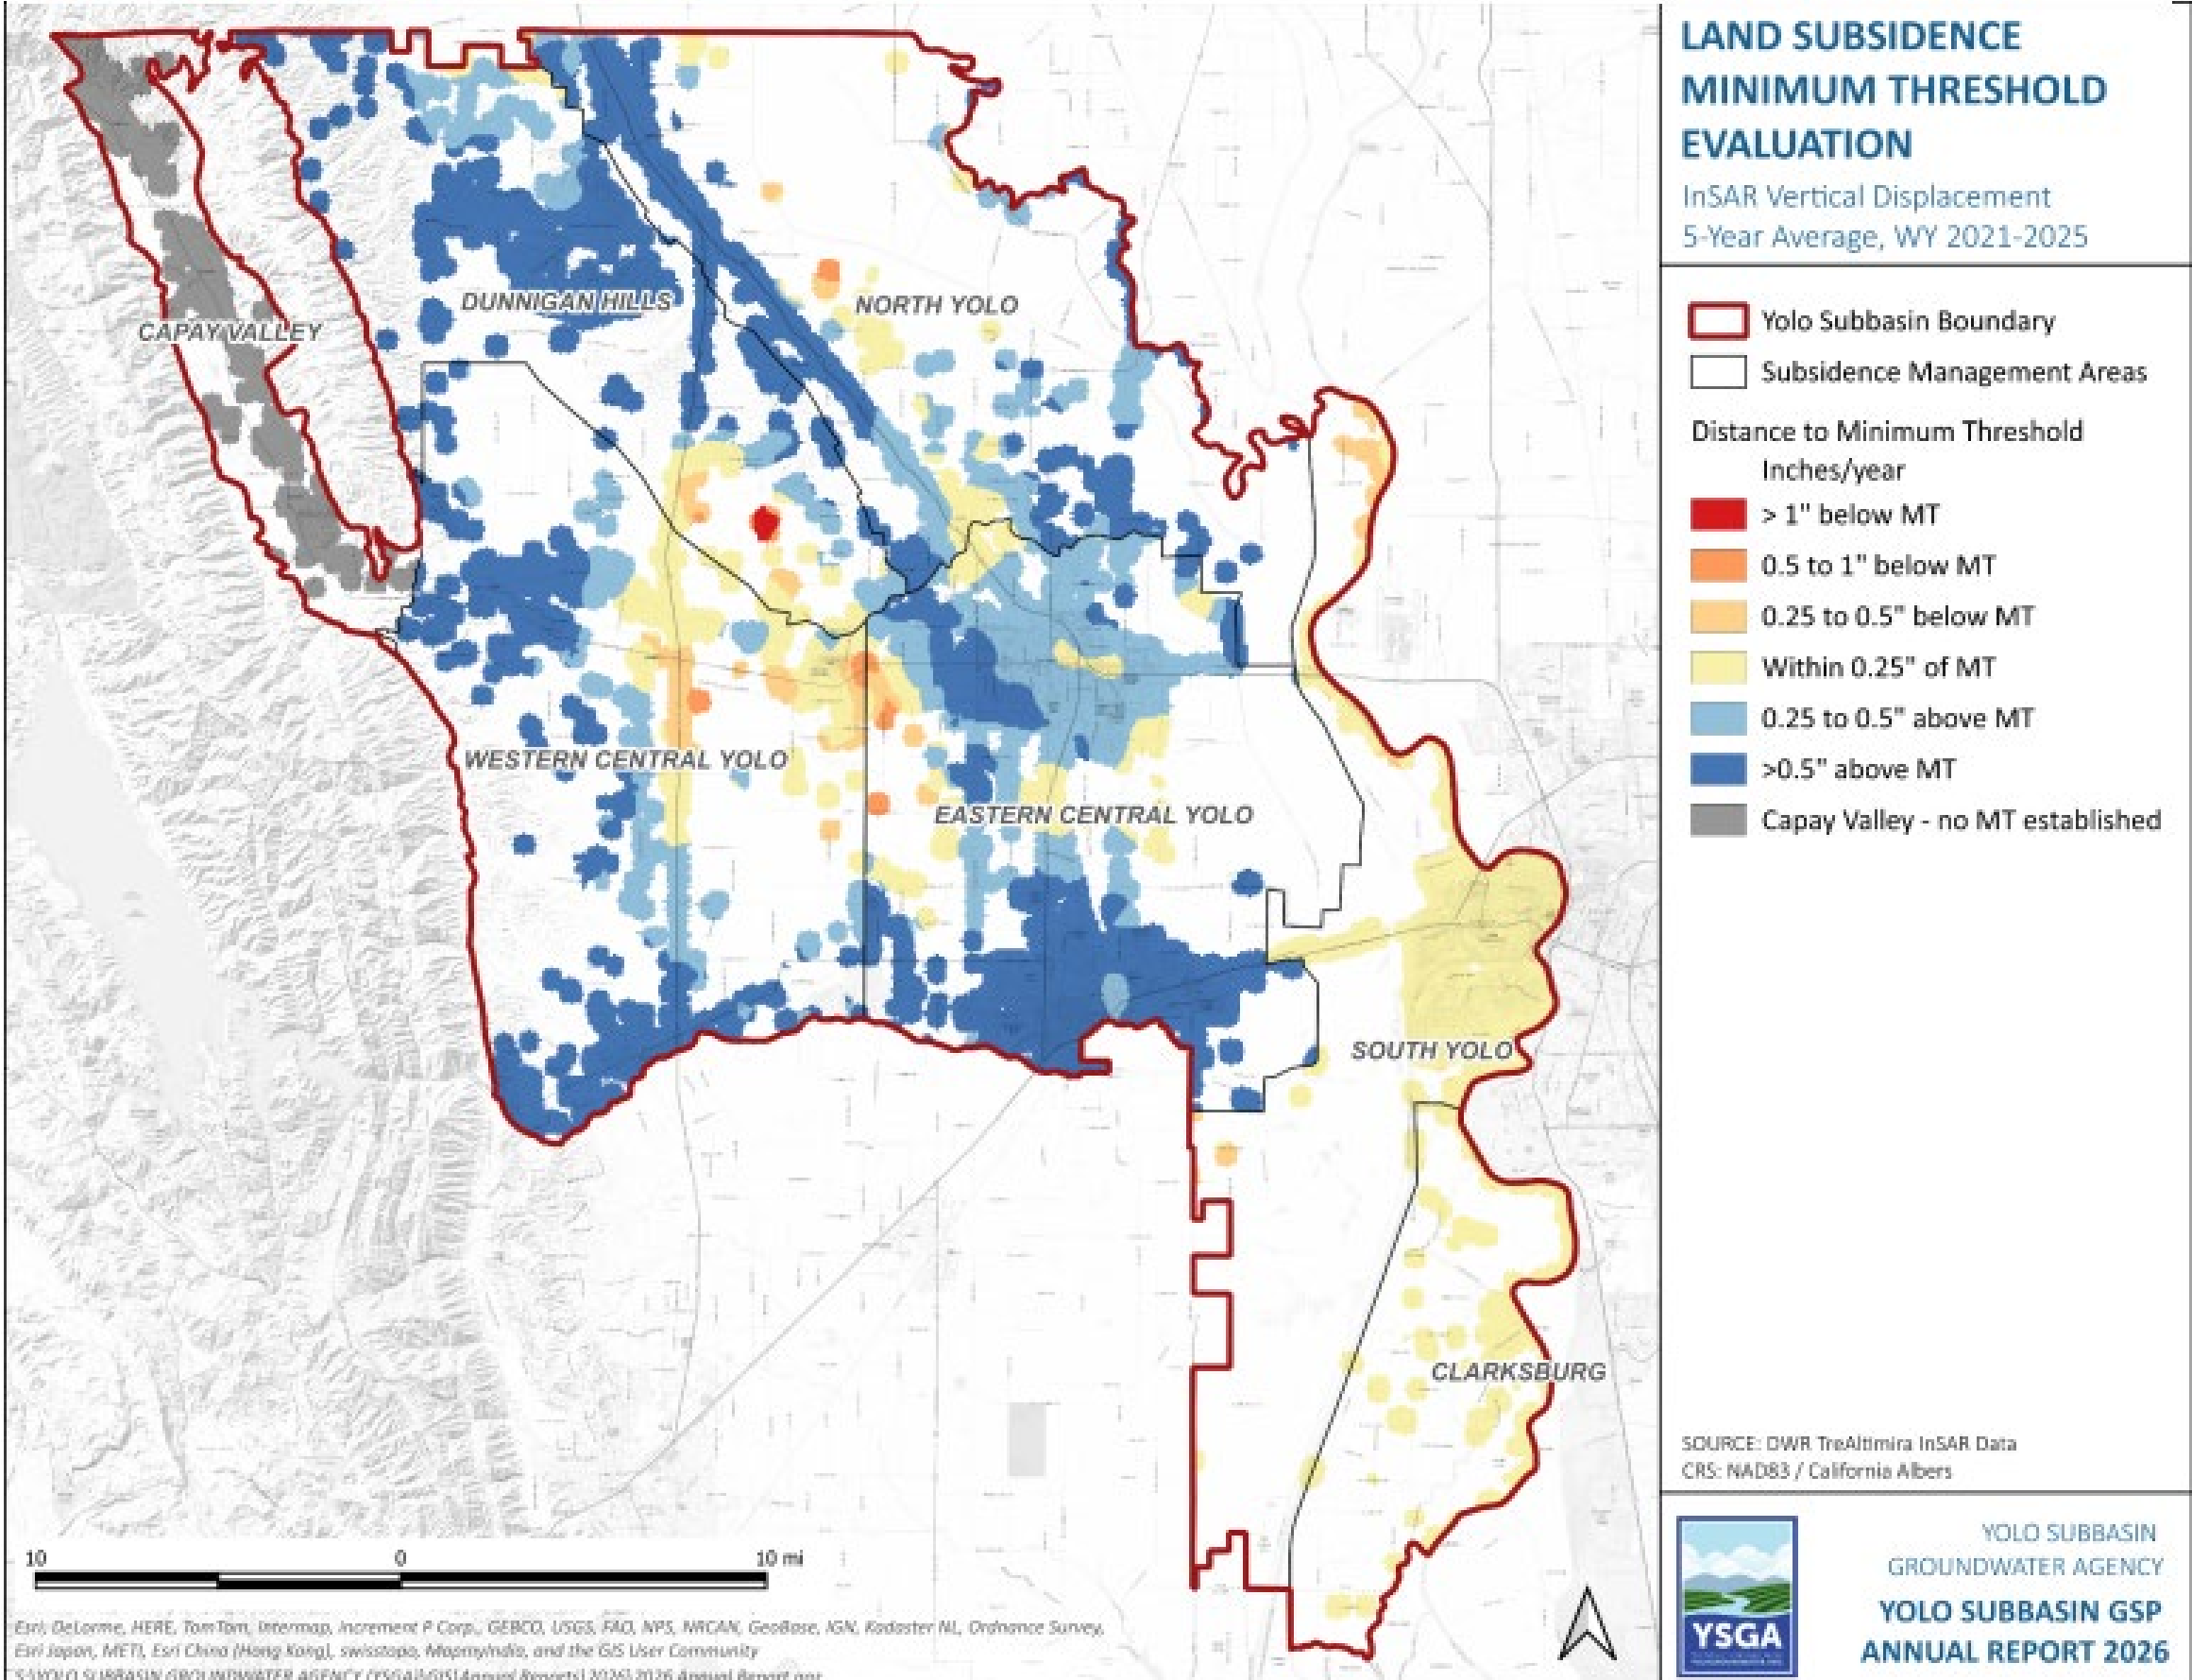 LAND SUBSIDENCE
MINIMUM THRESHOLD
EVALUATION
InSAR Vertical Displacement
5-Year Average, WY 2021-2025
Yolo Subbasin Boundary
Subsidence Management Areas
Distance to Minimum Threshold
Inches/year
> 1" below MT
0.5 to 1" below MT
0.25 to 0.5" below MT
Within 0.25" of MT
0.25 to 0.5" above MT
>0.5" above MT
Capay Valley - no MT established
CAPAY VALLEY
DUNNIGAN HILLS
NORTH YOLO
WESTERN CENTRAL YOLO
EASTERN CENTRAL YOLO
SOUTH YOLO
CLARKSBURG
10 0 10 mi
Esri, DeLorme, HERE, TomTom, Intermap, increment P Corp., GEBCO, USGS, FAO, NPS, NRCAN, GeoBase, IGN, Kadaster NL, Ordnance Survey,
Esri Japan, METI, Esri China (Hong Kong), swisstopo, MapmyIndia, and the GIS User Community
SOURCE: DWR TreAltimira InSAR Data
CRS: NAD83 / California Albers
YSGA
YOLO SUBBASIN
GROUNDWATER AGENCY
YOLO SUBBASIN GSP
ANNUAL REPORT 2026